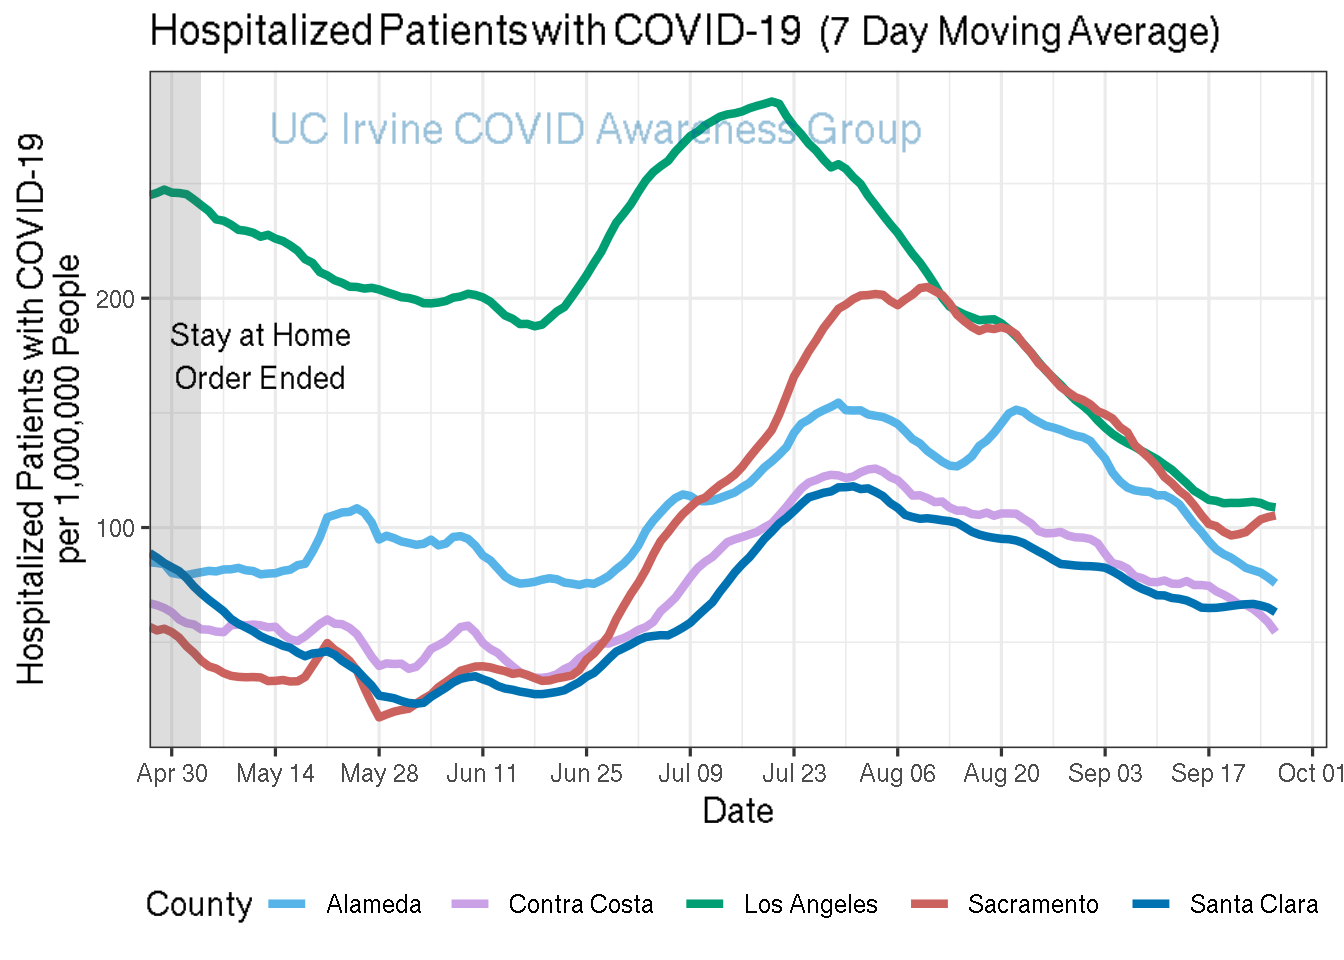 Hospitalized Patients with COVID-19 (7 Day Moving Average)
UC Irvine COVID Awareness Group
Hospitalized Patients with COVID-19
per 1,000,000 People
200
100
Stay at Home
Order Ended
Apr 30 May 14 May 28 Jun 11 Jun 25 Jul 09 Jul 23 Aug 06 Aug 20 Sep 03 Sep 17 Oct 01
Date
County Alameda Contra Costa Los Angeles Sacramento Santa Clara